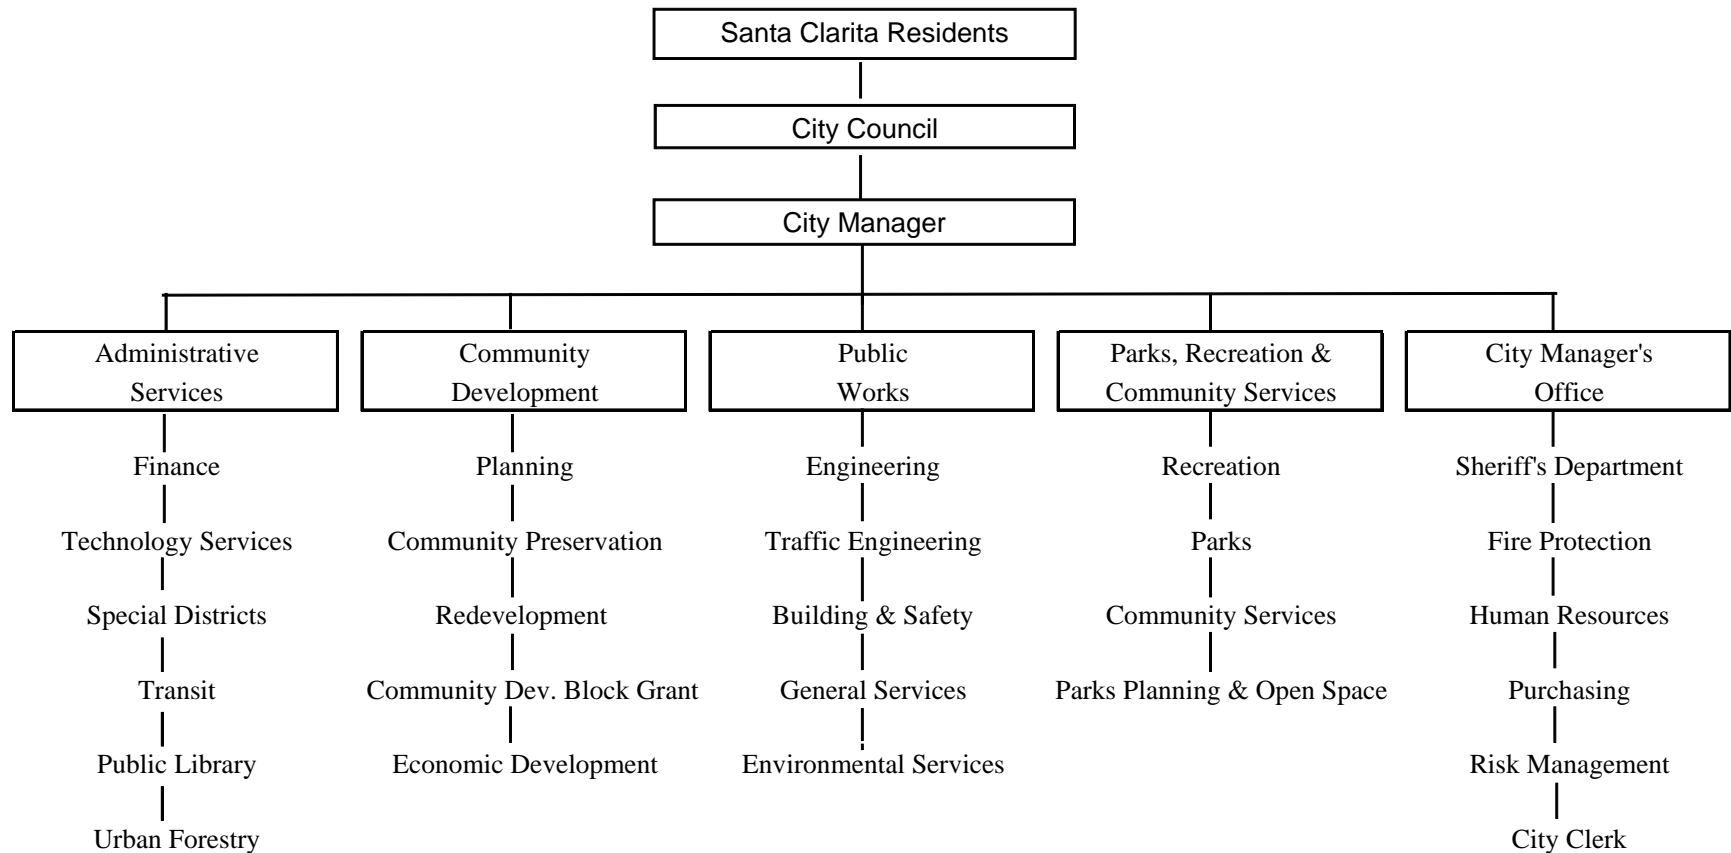 Santa Clarita Residents
City Council
City Manager
Administrative
Services
Community
Development
Public
Works
Parks, Recreation &
Community Services
City Manager's
Office
Finance
Technology Services
Special Districts
Transit
Public Library
Urban Forestry
Planning
Community Preservation
Redevelopment
Community Dev. Block Grant
Economic Development
Engineering
Traffic Engineering
Building & Safety
General Services
Environmental Services
Recreation
Parks
Community Services
Parks Planning & Open Space
Sheriff's Department
Fire Protection
Human Resources
Purchasing
Risk Management
City Clerk